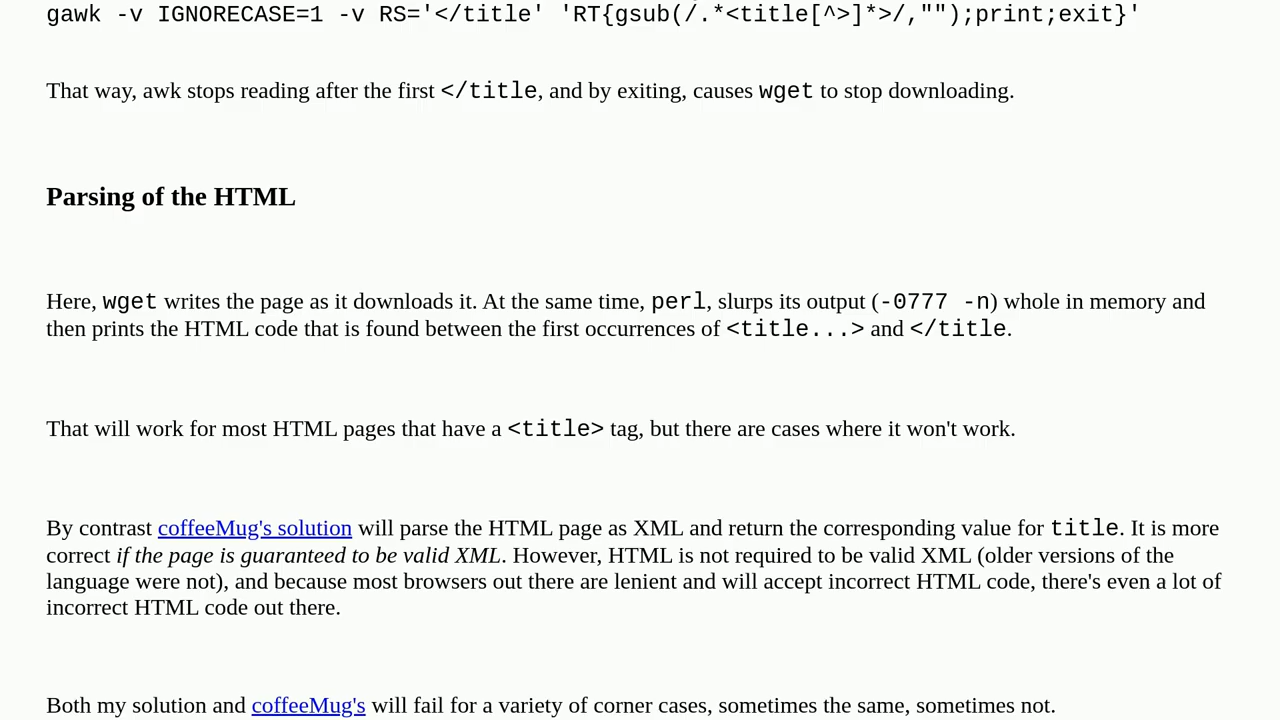 gawk -v IGNORECASE=1 -v RS='</title' 'RT{gsub(/.*<title[^>]*>/,"");print;exit}'
That way, awk stops reading after the first </title, and by exiting, causes wget to stop downloading.
Parsing of the HTML
Here, wget writes the page as it downloads it. At the same time, perl, slurps its output (-0777 -n) whole in memory and
then prints the HTML code that is found between the first occurrences of <title...> and </title.
That will work for most HTML pages that have a <title> tag, but there are cases where it won't work.
By contrast coffeeMug's solution will parse the HTML page as XML and return the corresponding value for title. It is more
correct if the page is guaranteed to be valid XML. However, HTML is not required to be valid XML (older versions of the
language were not), and because most browsers out there are lenient and will accept incorrect HTML code, there's even a lot of
incorrect HTML code out there.
Both my solution and coffeeMug's will fail for a variety of corner cases, sometimes the same, sometimes not.